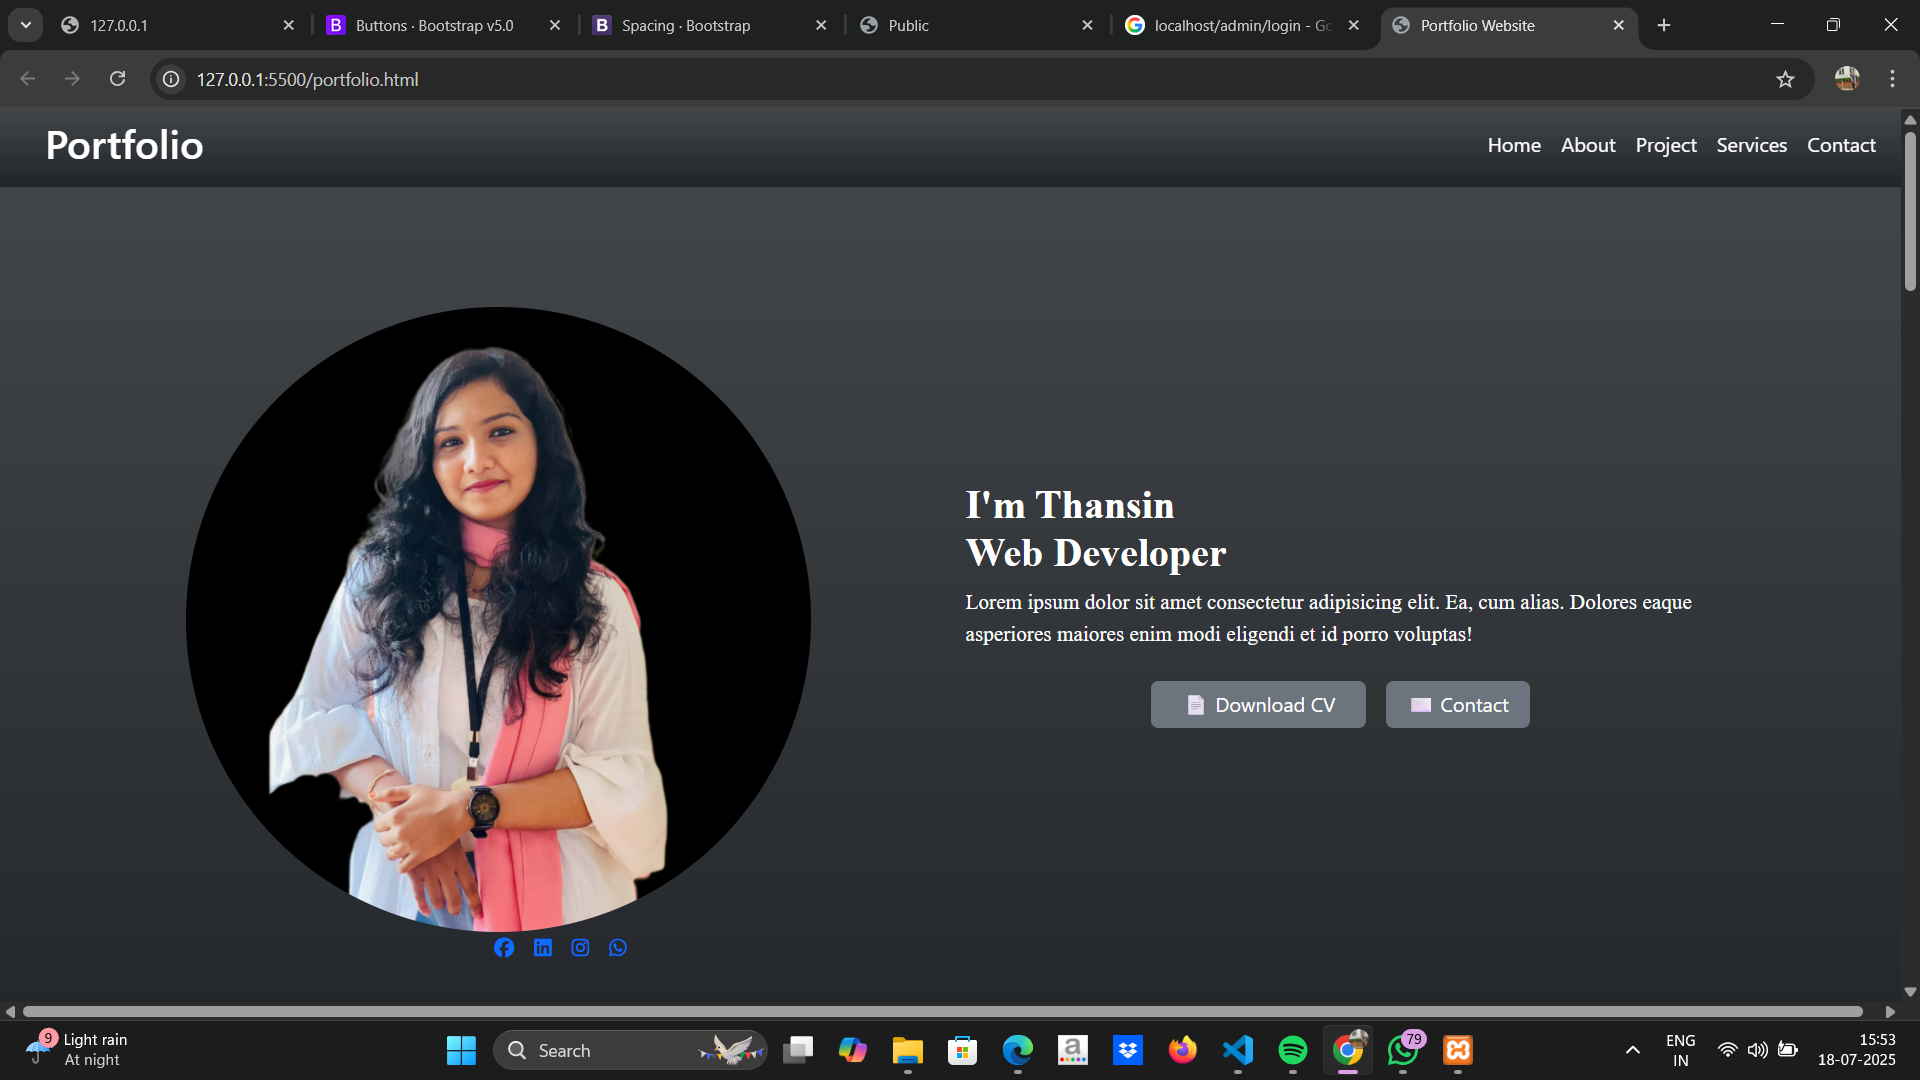 127.0.0.1
Buttons · Bootstrap v5.0
Spacing · Bootstrap
Public
localhost/admin/login - Go
Portfolio Website
127.0.0.1:5500/portfolio.html
Portfolio
Home About Project Services Contact
I'm Thansin
Web Developer
Lorem ipsum dolor sit amet consectetur adipisicing elit. Ea, cum alias. Dolores eaque
asperiores maiores enim modi eligendi et id porro voluptas!
Download CV
Contact
9
Light rain
At night
Search
79
ENG
IN
15:53
18-07-2025